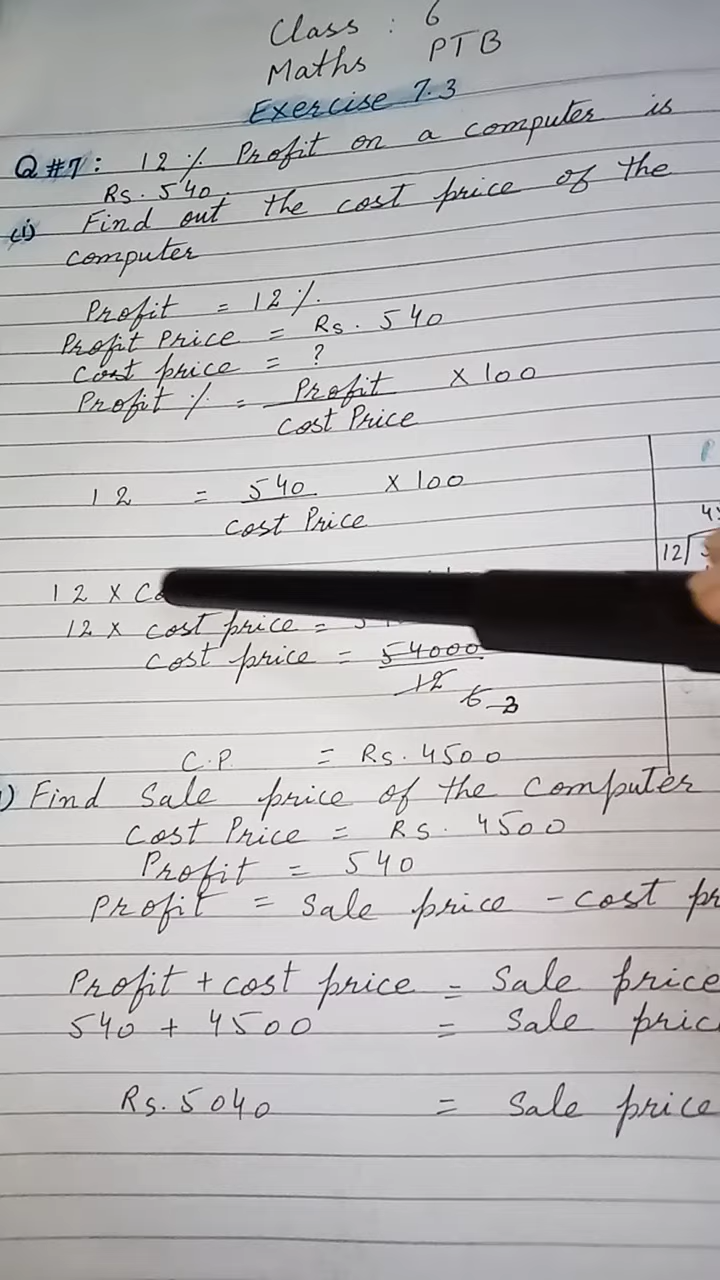 Class : 6
Maths PTB
Exercise 7.3
Q#7: 12% Profit on a computer is
Rs. 540.
(i) Find out the cost price of the
computer
Profit = 12%.
Profit Price = Rs. 540
Cost price = ?
Profit % = Profit / Cost Price × 100
12 = 540 / Cost Price × 100
12 ×
12 × cost price =
cost price = 54000 / 12 6 3
C.P. = Rs. 4500
) Find Sale price of the computer
Cost Price = Rs. 4500
Profit = 540
Profit = Sale price - cost pr
Profit + cost price = Sale price
540 + 4500 = Sale pric
Rs. 5040 = Sale price
12